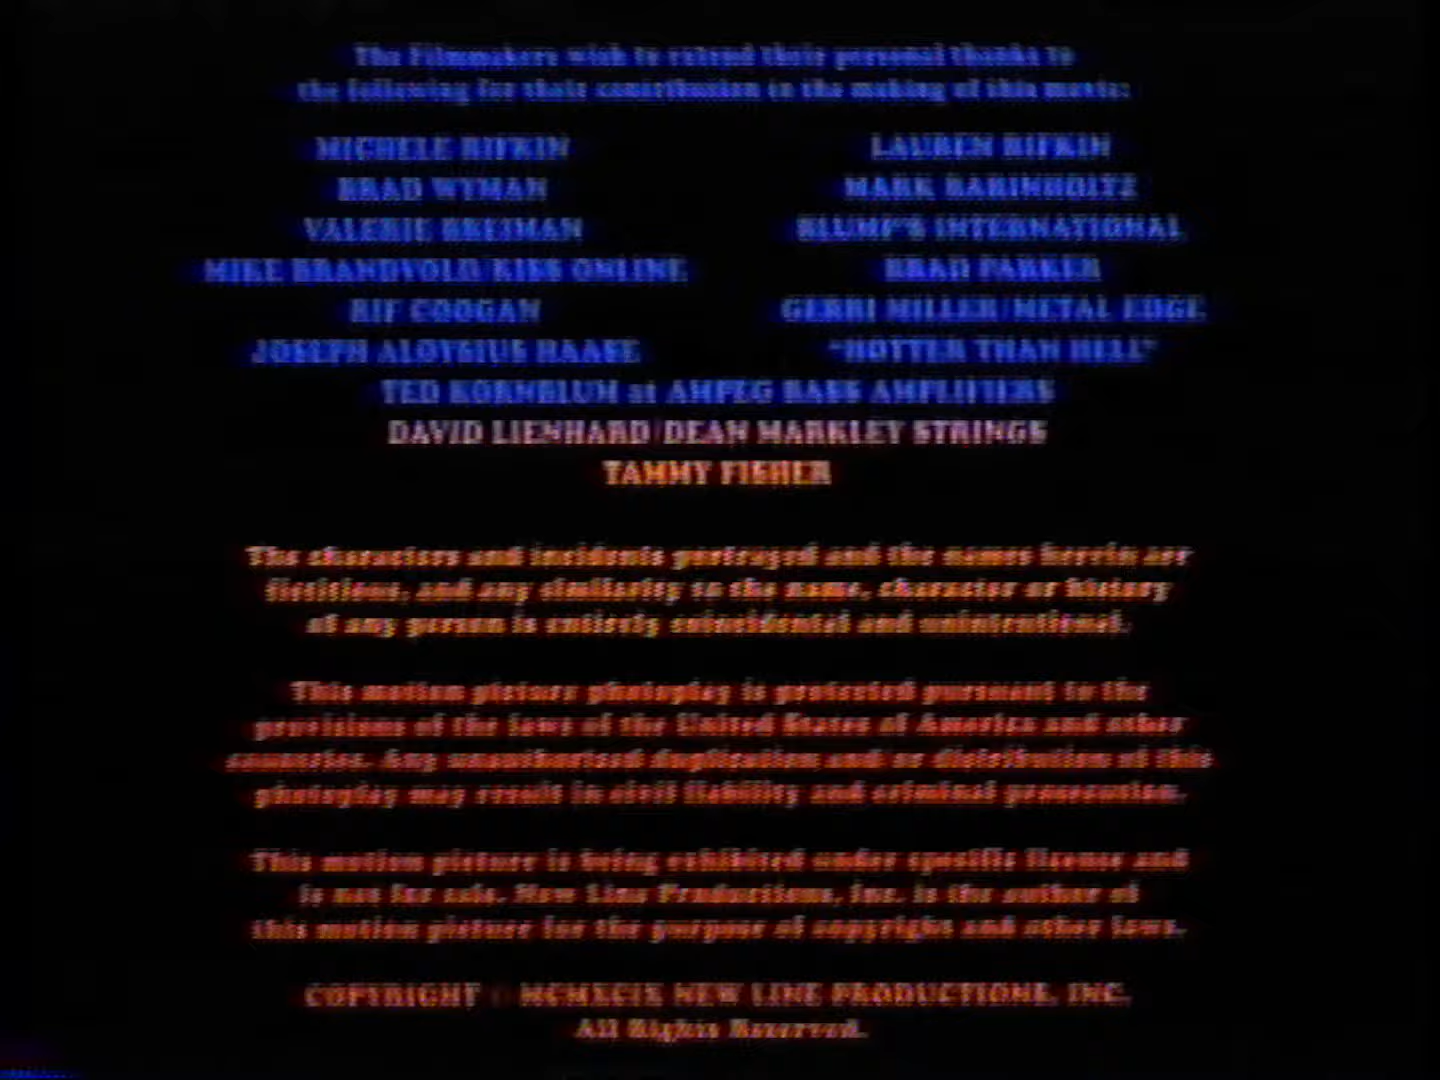 The Filmmakers wish to extend their personal thanks to
the following for their contribution to the making of this movie:
MICHELE RIFKIN LAUREN RIFKIN
BRAD WYMAN MARK BARINHOLTZ
VALERIE BREIMAN BLUMP'S INTERNATIONAL
MIKE BRANDVOLD/KISS ONLINE BRAD PARKER
RIF COOGAN GERRI MILLER/METAL EDGE
JOSEPH ALOYSIUS HAASE "HOTTER THAN HELL"
TED KORNBLUM at AMPEG BASS AMPLIFIERS
DAVID LIENHARD/DEAN MARKLEY STRINGS
TAMMY FISHER
The characters and incidents portrayed and the names herein are
fictitious, and any similarity to the name, character or history
of any person is entirely coincidental and unintentional.
This motion picture photoplay is protected pursuant to the
provisions of the laws of the United States of America and other
countries. Any unauthorized duplication and/or distribution of this
photoplay may result in civil liability and criminal prosecution.
This motion picture is being exhibited under specific license and
is not for sale. New Line Productions, Inc. is the author of
this motion picture for the purpose of copyright and other laws.
COPYRIGHT © MCMXCIX NEW LINE PRODUCTIONS, INC.
All Rights Reserved.